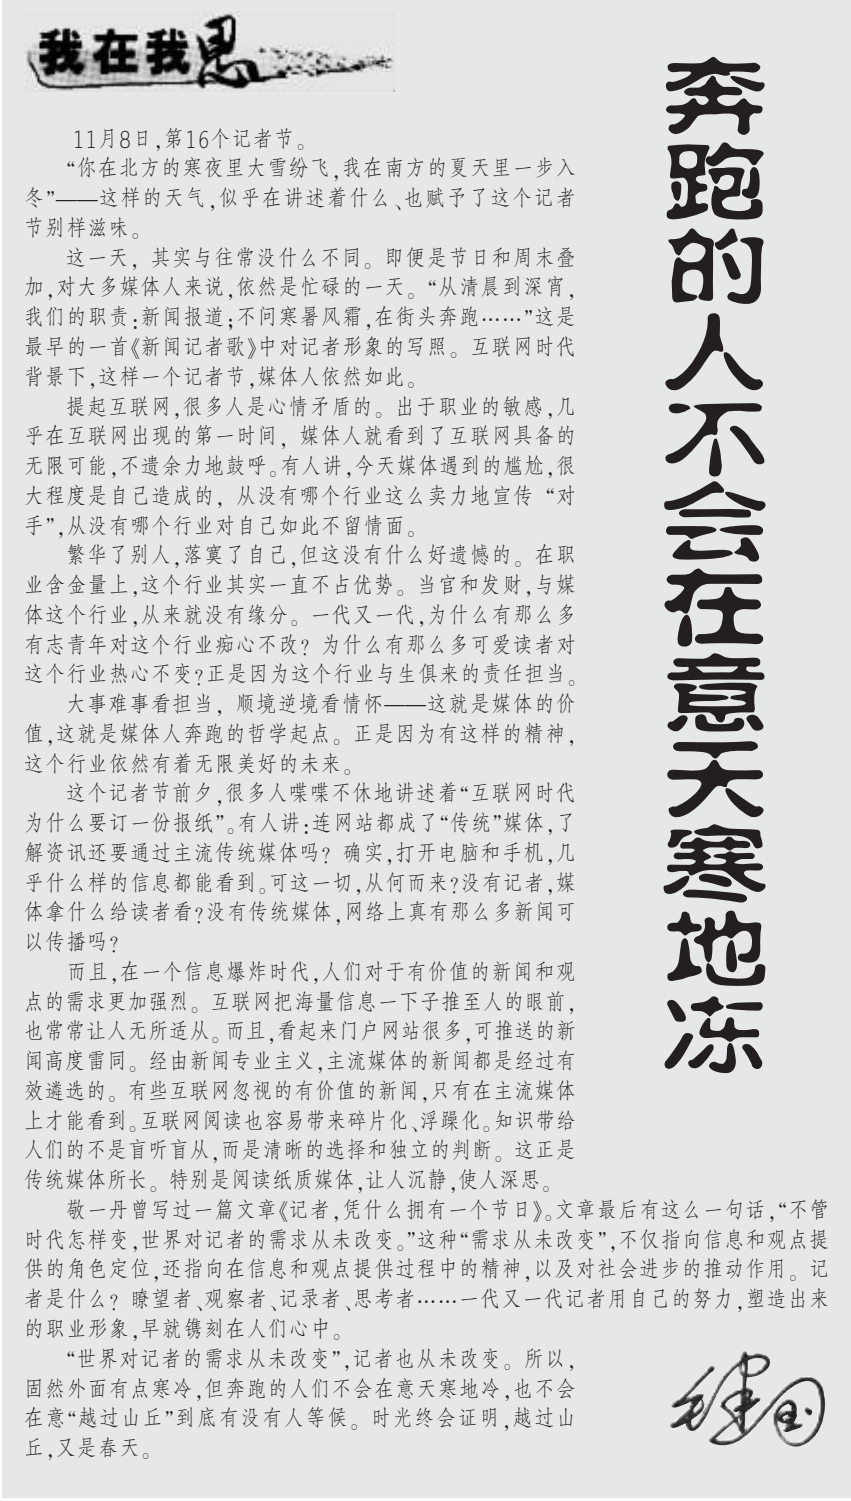 我在我思
奔跑的人不会在意天寒地冻
11月8日,第16个记者节。
“你在北方的寒夜里大雪纷飞,我在南方的夏天里一步入
冬”——这样的天气,似乎在讲述着什么、也赋予了这个记者
节别样滋味。
这一天，其实与往常没什么不同。即便是节日和周末叠
加,对大多媒体人来说,依然是忙碌的一天。“从清晨到深宵,
我们的职责:新闻报道;不问寒暑风霜,在街头奔跑……”这是
最早的一首《新闻记者歌》中对记者形象的写照。互联网时代
背景下,这样一个记者节,媒体人依然如此。
提起互联网,很多人是心情矛盾的。出于职业的敏感,几
乎在互联网出现的第一时间，媒体人就看到了互联网具备的
无限可能,不遗余力地鼓呼。有人讲,今天媒体遇到的尴尬,很
大程度是自己造成的，从没有哪个行业这么卖力地宣传“对
手”,从没有哪个行业对自己如此不留情面。
繁华了别人,落寞了自己,但这没有什么好遗憾的。在职
业含金量上,这个行业其实一直不占优势。当官和发财,与媒
体这个行业,从来就没有缘分。一代又一代,为什么有那么多
有志青年对这个行业痴心不改？为什么有那么多可爱读者对
这个行业热心不变?正是因为这个行业与生俱来的责任担当。
大事难事看担当，顺境逆境看情怀——这就是媒体的价
值,这就是媒体人奔跑的哲学起点。正是因为有这样的精神,
这个行业依然有着无限美好的未来。
这个记者节前夕,很多人喋喋不休地讲述着“互联网时代
为什么要订一份报纸”。有人讲:连网站都成了“传统”媒体,了
解资讯还要通过主流传统媒体吗？确实,打开电脑和手机,几
乎什么样的信息都能看到。可这一切,从何而来?没有记者,媒
体拿什么给读者看?没有传统媒体,网络上真有那么多新闻可
以传播吗?
而且,在一个信息爆炸时代,人们对于有价值的新闻和观
点的需求更加强烈。互联网把海量信息一下子推至人的眼前,
也常常让人无所适从。而且,看起来门户网站很多,可推送的新
闻高度雷同。经由新闻专业主义,主流媒体的新闻都是经过有
效遴选的。有些互联网忽视的有价值的新闻,只有在主流媒体
上才能看到。互联网阅读也容易带来碎片化、浮躁化。知识带给
人们的不是盲听盲从,而是清晰的选择和独立的判断。这正是
传统媒体所长。特别是阅读纸质媒体,让人沉静,使人深思。
敬一丹曾写过一篇文章《记者,凭什么拥有一个节日》。文章最后有这么一句话,“不管
时代怎样变,世界对记者的需求从未改变。”这种“需求从未改变”,不仅指向信息和观点提
供的角色定位,还指向在信息和观点提供过程中的精神,以及对社会进步的推动作用。记
者是什么？瞭望者、观察者、记录者、思考者……一代又一代记者用自己的努力,塑造出来
的职业形象,早就镌刻在人们心中。
“世界对记者的需求从未改变”,记者也从未改变。所以,
固然外面有点寒冷,但奔跑的人们不会在意天寒地冷,也不会
在意“越过山丘”到底有没有人等候。时光终会证明,越过山
丘,又是春天。